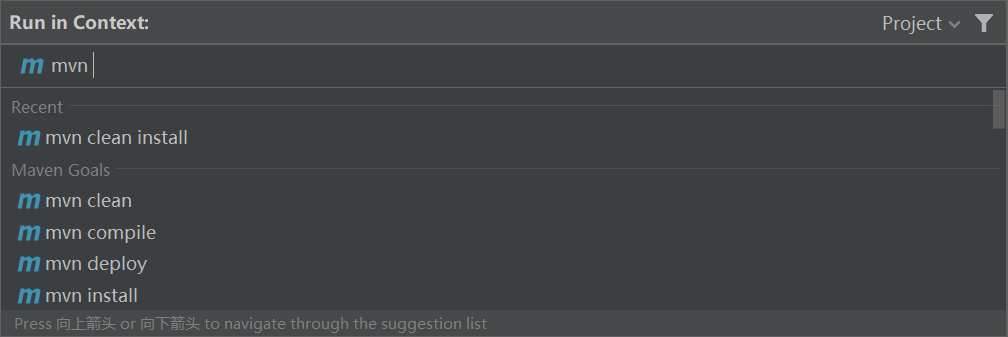 Run in Context:
Project
mvn
Recent
mvn clean install
Maven Goals
mvn clean
mvn compile
mvn deploy
mvn install
Press 向上箭头 or 向下箭头 to navigate through the suggestion list